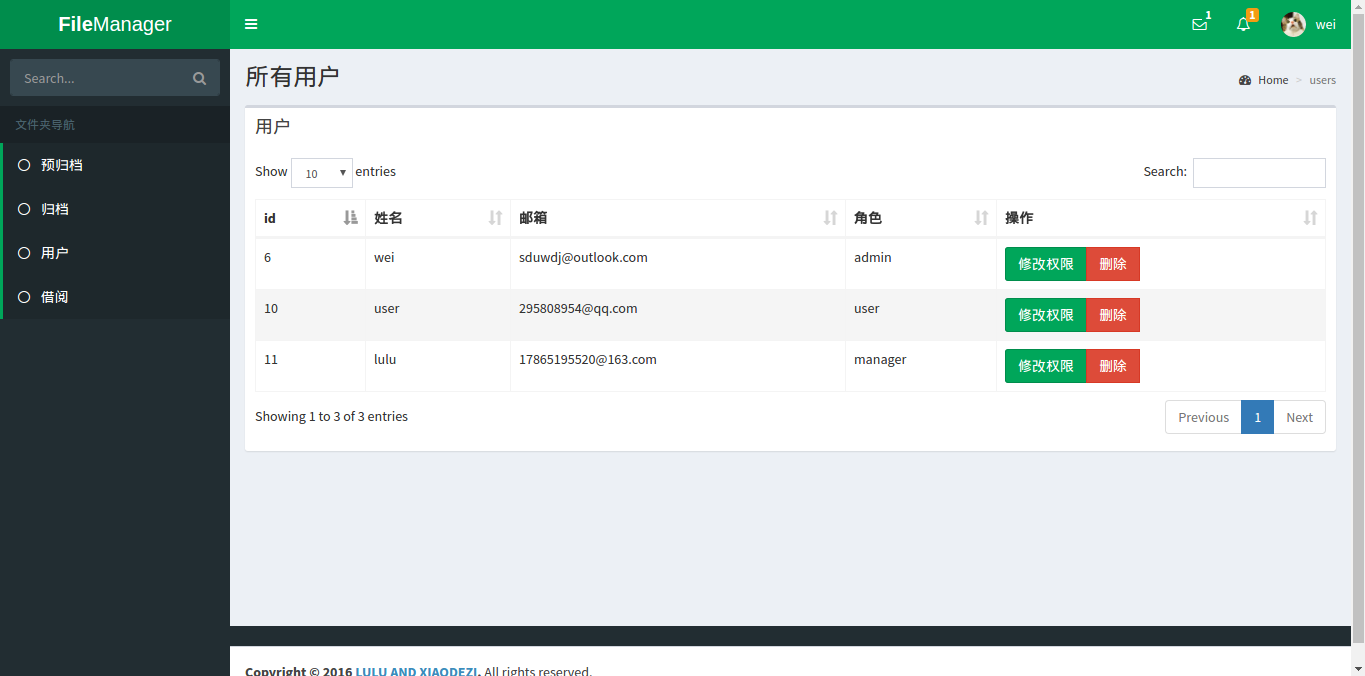 FileManager
1
1
wei
Search...
文件夹导航
预归档
归档
用户
借阅
所有用户
Home > users
用户
Show 10 entries
Search:
id 姓名 邮箱 角色 操作
6 wei sduwdj@outlook.com admin 修改权限 删除
10 user 295808954@qq.com user 修改权限 删除
11 lulu 17865195520@163.com manager 修改权限 删除
Showing 1 to 3 of 3 entries
Previous 1 Next
Copyright © 2016 LULU AND XIAODEZI. All rights reserved.